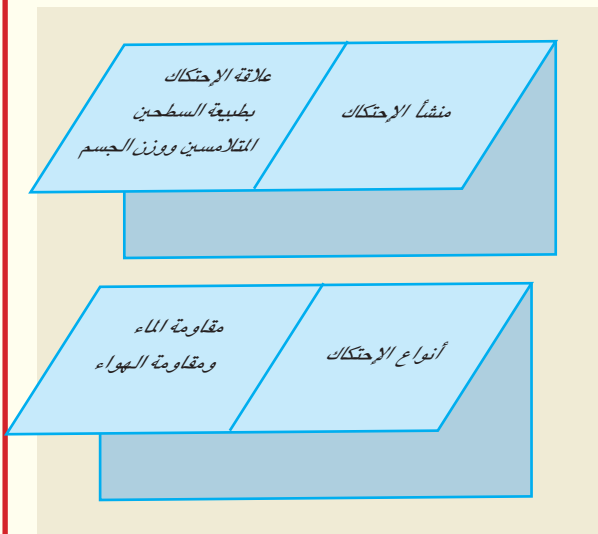 منشأ الإحتكاك
علاقة الإحتكاك
بطبيعة السطحين
المتلامسين ووزن الجسم
أنواع الإحتكاك
مقاومة الماء
ومقاومة الهواء